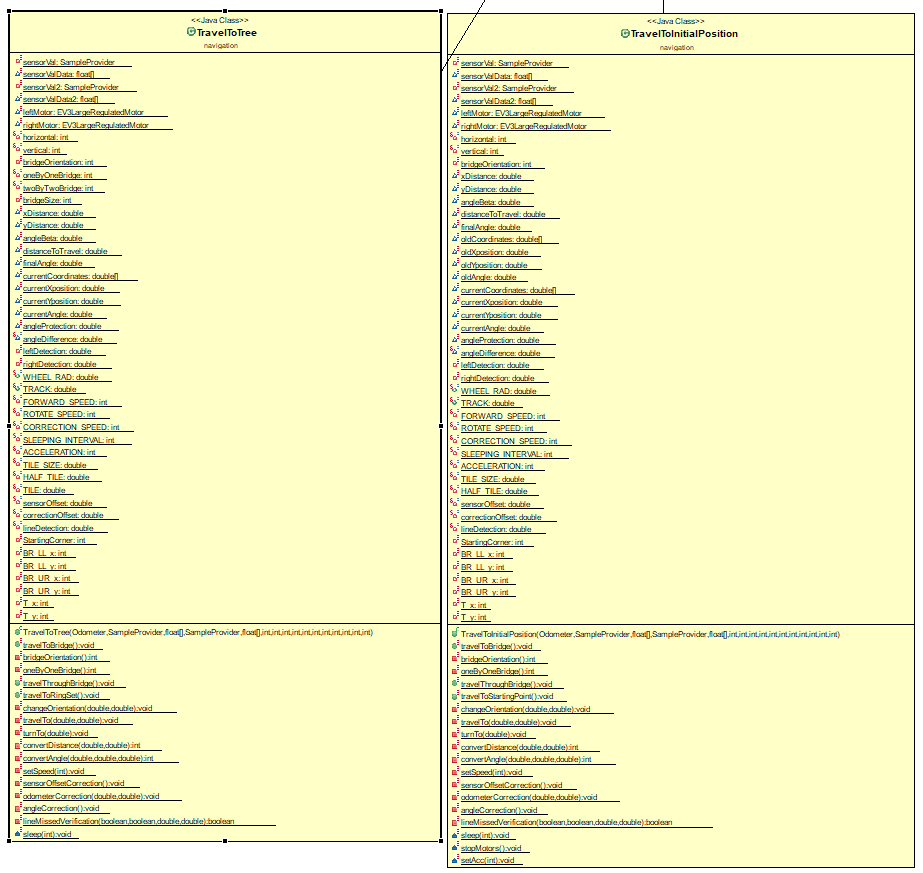 <<Java Class>>
TravelToTree
navigation
sensorVal: SampleProvider
sensorValData: float[]
sensorVal2: SampleProvider
sensorValData2: float[]
leftMotor: EV3LargeRegulatedMotor
rightMotor: EV3LargeRegulatedMotor
horizontal: int
vertical: int
bridgeOrientation: int
oneByOneBridge: int
twoByTwoBridge: int
bridgeSize: int
xDistance: double
yDistance: double
angleBeta: double
distanceToTravel: double
finalAngle: double
currentCoordinates: double[]
currentXposition: double
currentYposition: double
currentAngle: double
angleProtection: double
angleDifference: double
leftDetection: double
rightDetection: double
WHEEL_RAD: double
TRACK: double
FORWARD_SPEED: int
ROTATE_SPEED: int
CORRECTION_SPEED: int
SLEEPING_INTERVAL: int
ACCELERATION: int
TILE_SIZE: double
HALF_TILE: double
TILE: double
sensorOffset: double
correctionOffset: double
lineDetection: double
StartingCorner: int
BR_LL_x: int
BR_LL_y: int
BR_UR_x: int
BR_UR_y: int
T_x: int
T_y: int
TravelToTree(Odometer,SampleProvider,float[],SampleProvider,float[],int,int,int,int,int,int,int,int,int,int,int)
travelToBridge():void
bridgeOrientation():int
oneByOneBridge():int
travelThroughBridge():void
travelToRingSet():void
changeOrientation(double,double):void
travelTo(double,double):void
turnTo(double):void
convertDistance(double,double):int
convertAngle(double,double,double):int
setSpeed(int):void
sensorOffsetCorrection():void
odometerCorrection(double,double):void
angleCorrection():void
lineMissedVerification(boolean,boolean,double,double):boolean
sleep(int):void
<<Java Class>>
TravelToInitialPosition
navigation
sensorVal: SampleProvider
sensorValData: float[]
sensorVal2: SampleProvider
sensorValData2: float[]
leftMotor: EV3LargeRegulatedMotor
rightMotor: EV3LargeRegulatedMotor
horizontal: int
vertical: int
bridgeOrientation: int
xDistance: double
yDistance: double
angleBeta: double
distanceToTravel: double
finalAngle: double
oldCoordinates: double[]
oldXposition: double
oldYposition: double
oldAngle: double
currentCoordinates: double[]
currentXposition: double
currentYposition: double
currentAngle: double
angleProtection: double
angleDifference: double
leftDetection: double
rightDetection: double
WHEEL_RAD: double
TRACK: double
FORWARD_SPEED: int
ROTATE_SPEED: int
CORRECTION_SPEED: int
SLEEPING_INTERVAL: int
ACCELERATION: int
TILE_SIZE: double
HALF_TILE: double
sensorOffset: double
correctionOffset: double
lineDetection: double
StartingCorner: int
BR_LL_x: int
BR_LL_y: int
BR_UR_x: int
BR_UR_y: int
T_x: int
T_y: int
TravelToInitialPosition(Odometer,SampleProvider,float[],SampleProvider,float[],int,int,int,int,int,int,int,int,int,int,int)
travelToBridge():void
bridgeOrientation():int
oneByOneBridge():int
travelThroughBridge():void
travelToStartingPoint():void
changeOrientation(double,double):void
travelTo(double,double):void
turnTo(double):void
convertDistance(double,double):int
convertAngle(double,double,double):int
setSpeed(int):void
sensorOffsetCorrection():void
odometerCorrection(double,double):void
angleCorrection():void
lineMissedVerification(boolean,boolean,double,double):boolean
sleep(int):void
stopMotors():void
setAcc(int):void